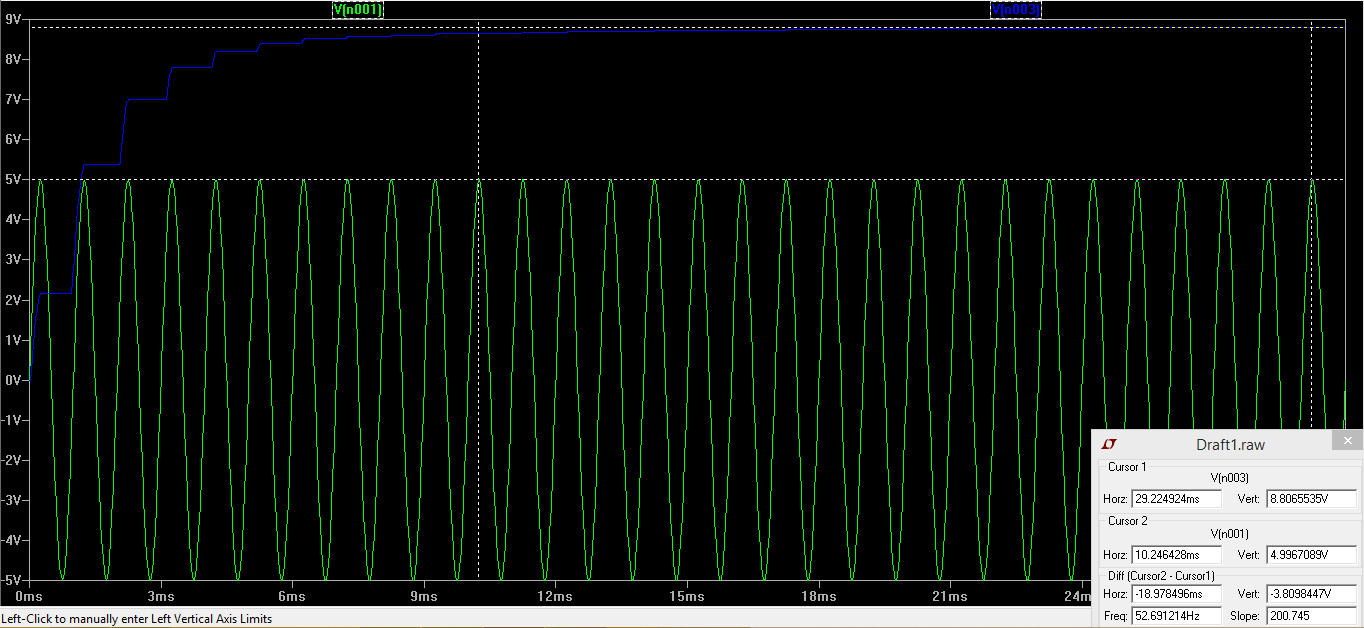 V(n001) V(n003)
9V
8V
7V
6V
5V
4V
3V
2V
1V
0V
-1V
-2V
-3V
-4V
-5V
0ms 3ms 6ms 9ms 12ms 15ms 18ms 21ms 24m
Draft1.raw
Cursor 1
V(n003)
Horz: 29.224924ms Vert: 8.8065535V
Cursor 2
V(n001)
Horz: 10.246428ms Vert: 4.9967089V
Diff (Cursor2 - Cursor1)
Horz: -18.978496ms Vert: -3.8098447V
Freq: 52.691214Hz Slope: 200.745
Left-Click to manually enter Left Vertical Axis Limits